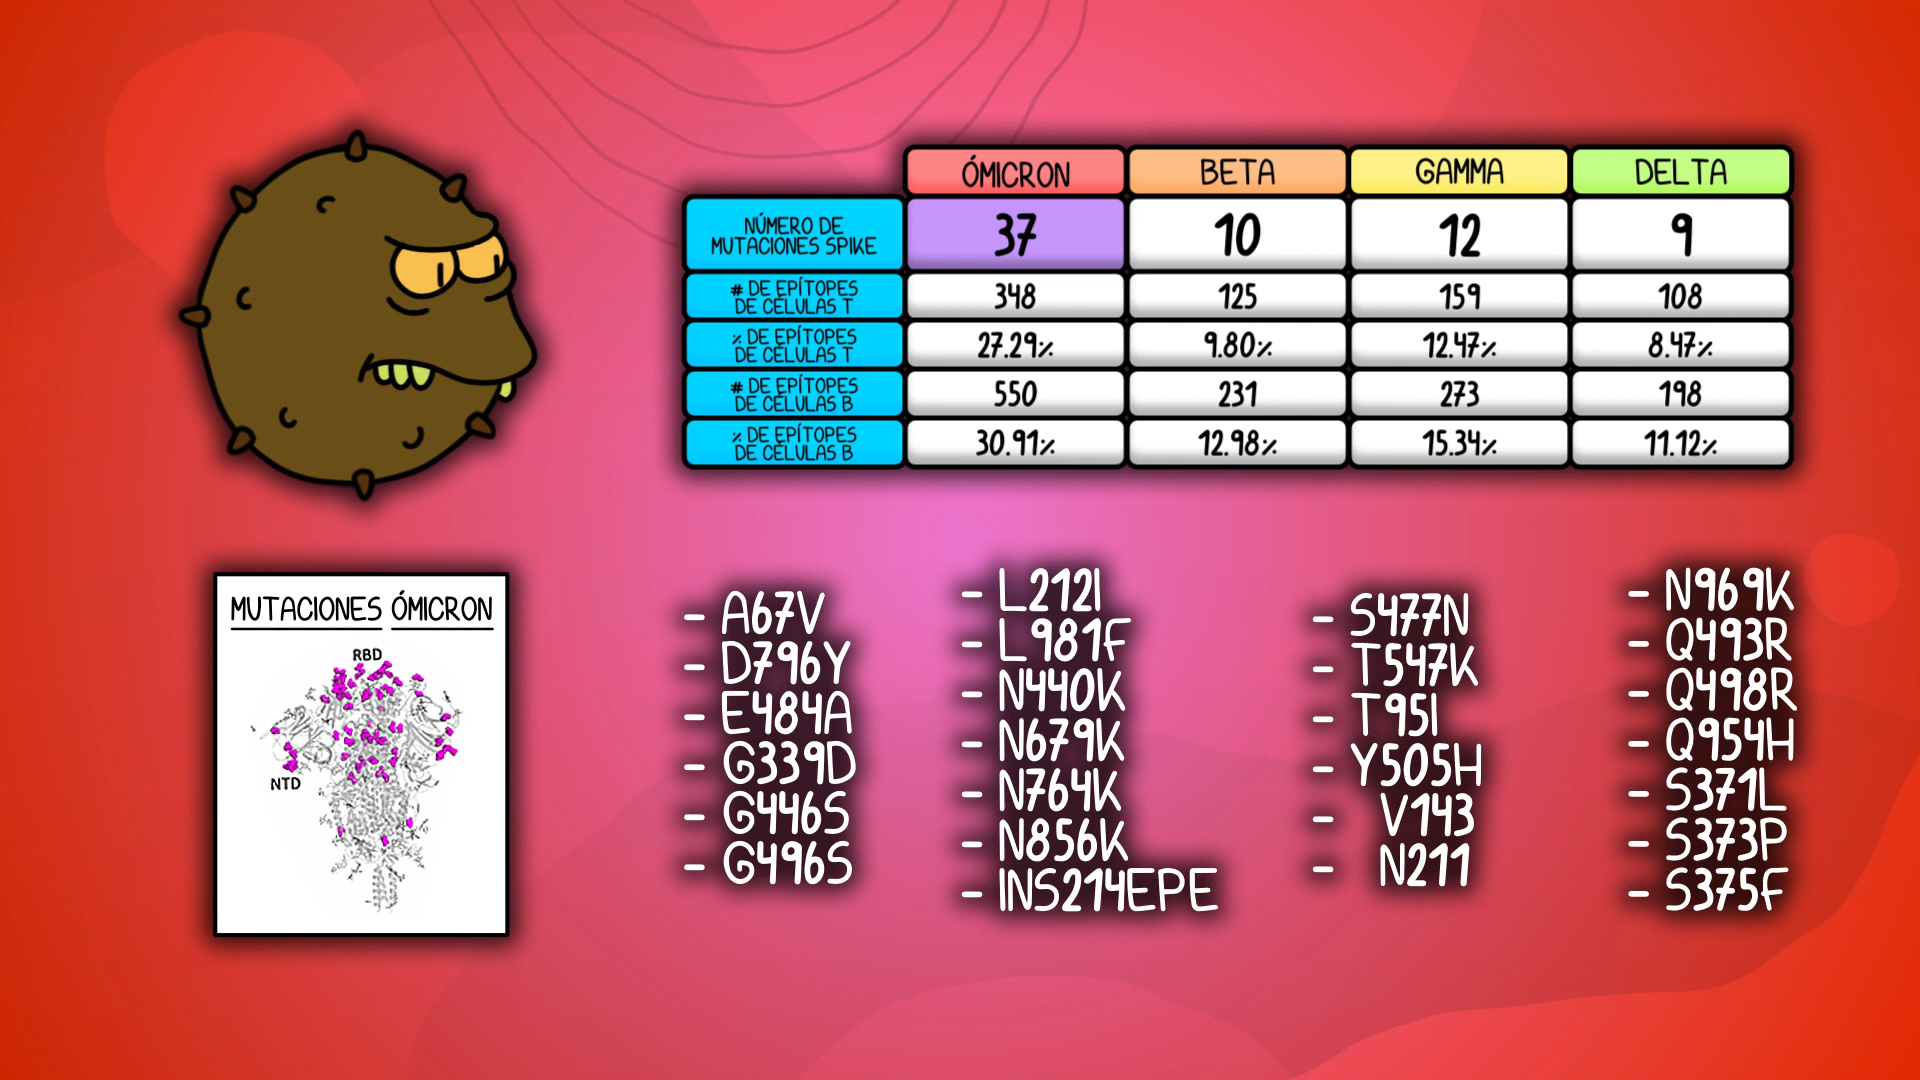 ÓMICRON BETA GAMMA DELTA
NÚMERO DE
MUTACIONES SPIKE
37 10 12 9
# DE EPÍTOPES
DE CÉLULAS T
348 125 159 108
% DE EPÍTOPES
DE CÉLULAS T
27.29% 9.80% 12.47% 8.47%
# DE EPÍTOPES
DE CÉLULAS B
550 231 273 198
% DE EPÍTOPES
DE CÉLULAS B
30.91% 12.98% 15.34% 11.12%
MUTACIONES ÓMICRON
RBD
NTD
- A67V
- D796Y
- E484A
- G339D
- G446S
- G496S
- L212I
- L981F
- N440K
- N679K
- N764K
- N856K
- INS214EPE
- S477N
- T547K
- T95I
- Y505H
- V143
- N211
- N969K
- Q493R
- Q498R
- Q954H
- S371L
- S373P
- S375F